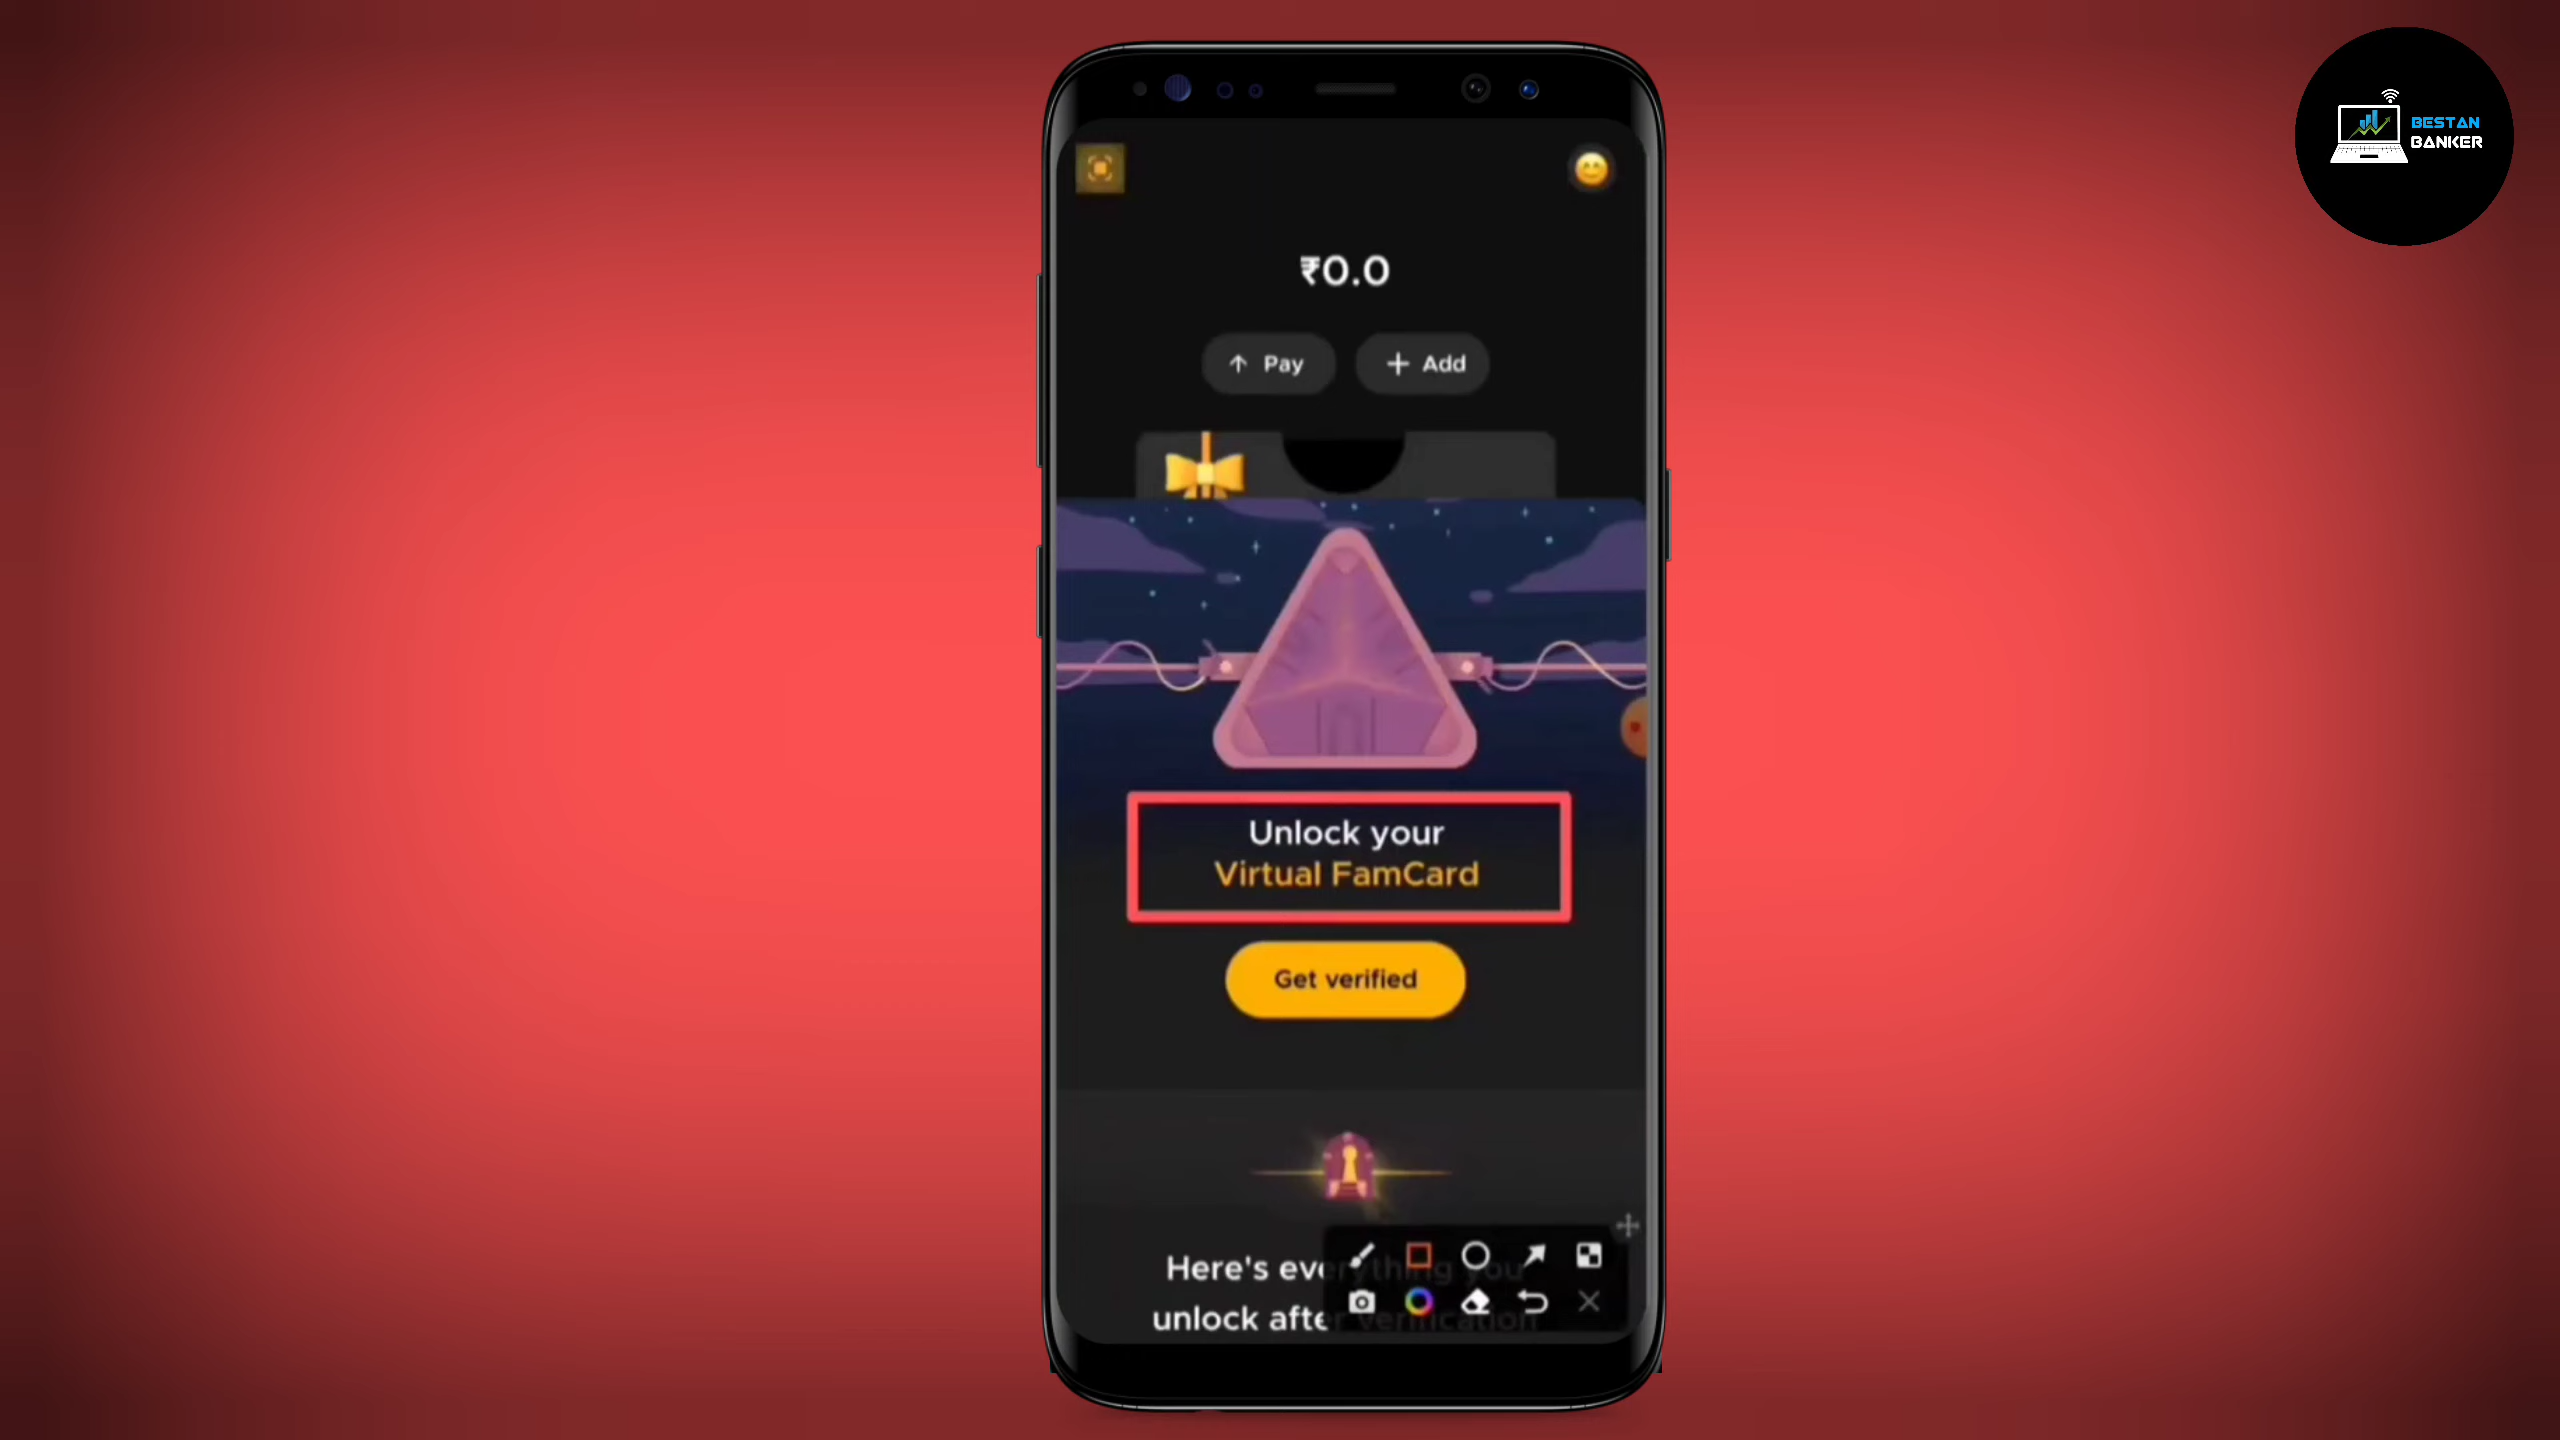 BESTAN
BANKER
₹0.0
Pay
Add
Unlock your
Virtual FamCard
Get verified
Here's everything you
unlock after verification